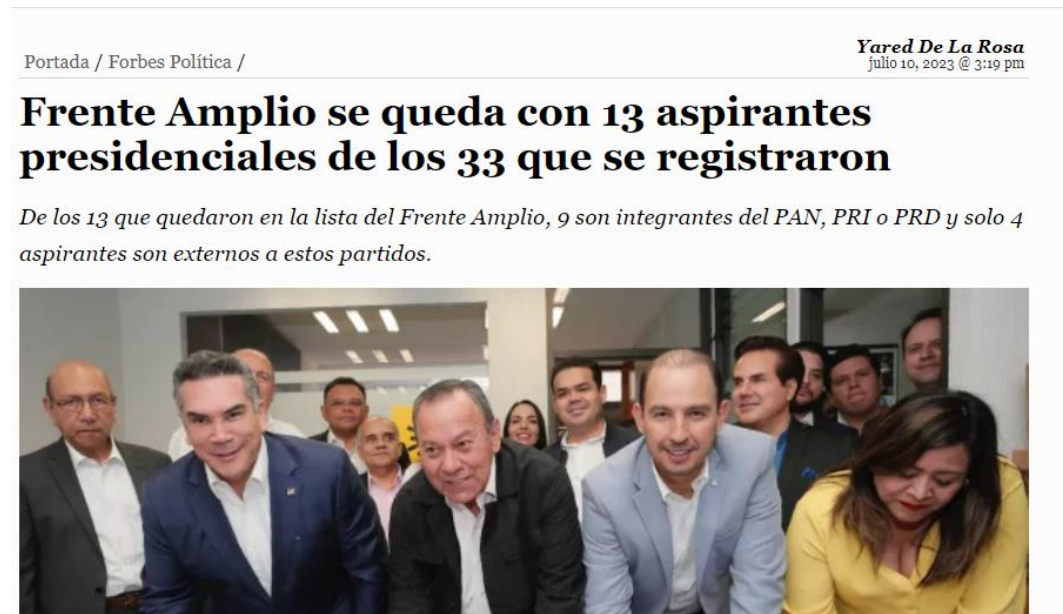 Portada / Forbes Política /
Yared De La Rosa
julio 10, 2023 @ 3:19 pm
Frente Amplio se queda con 13 aspirantes
presidenciales de los 33 que se registraron
De los 13 que quedaron en la lista del Frente Amplio, 9 son integrantes del PAN, PRI o PRD y solo 4
aspirantes son externos a estos partidos.